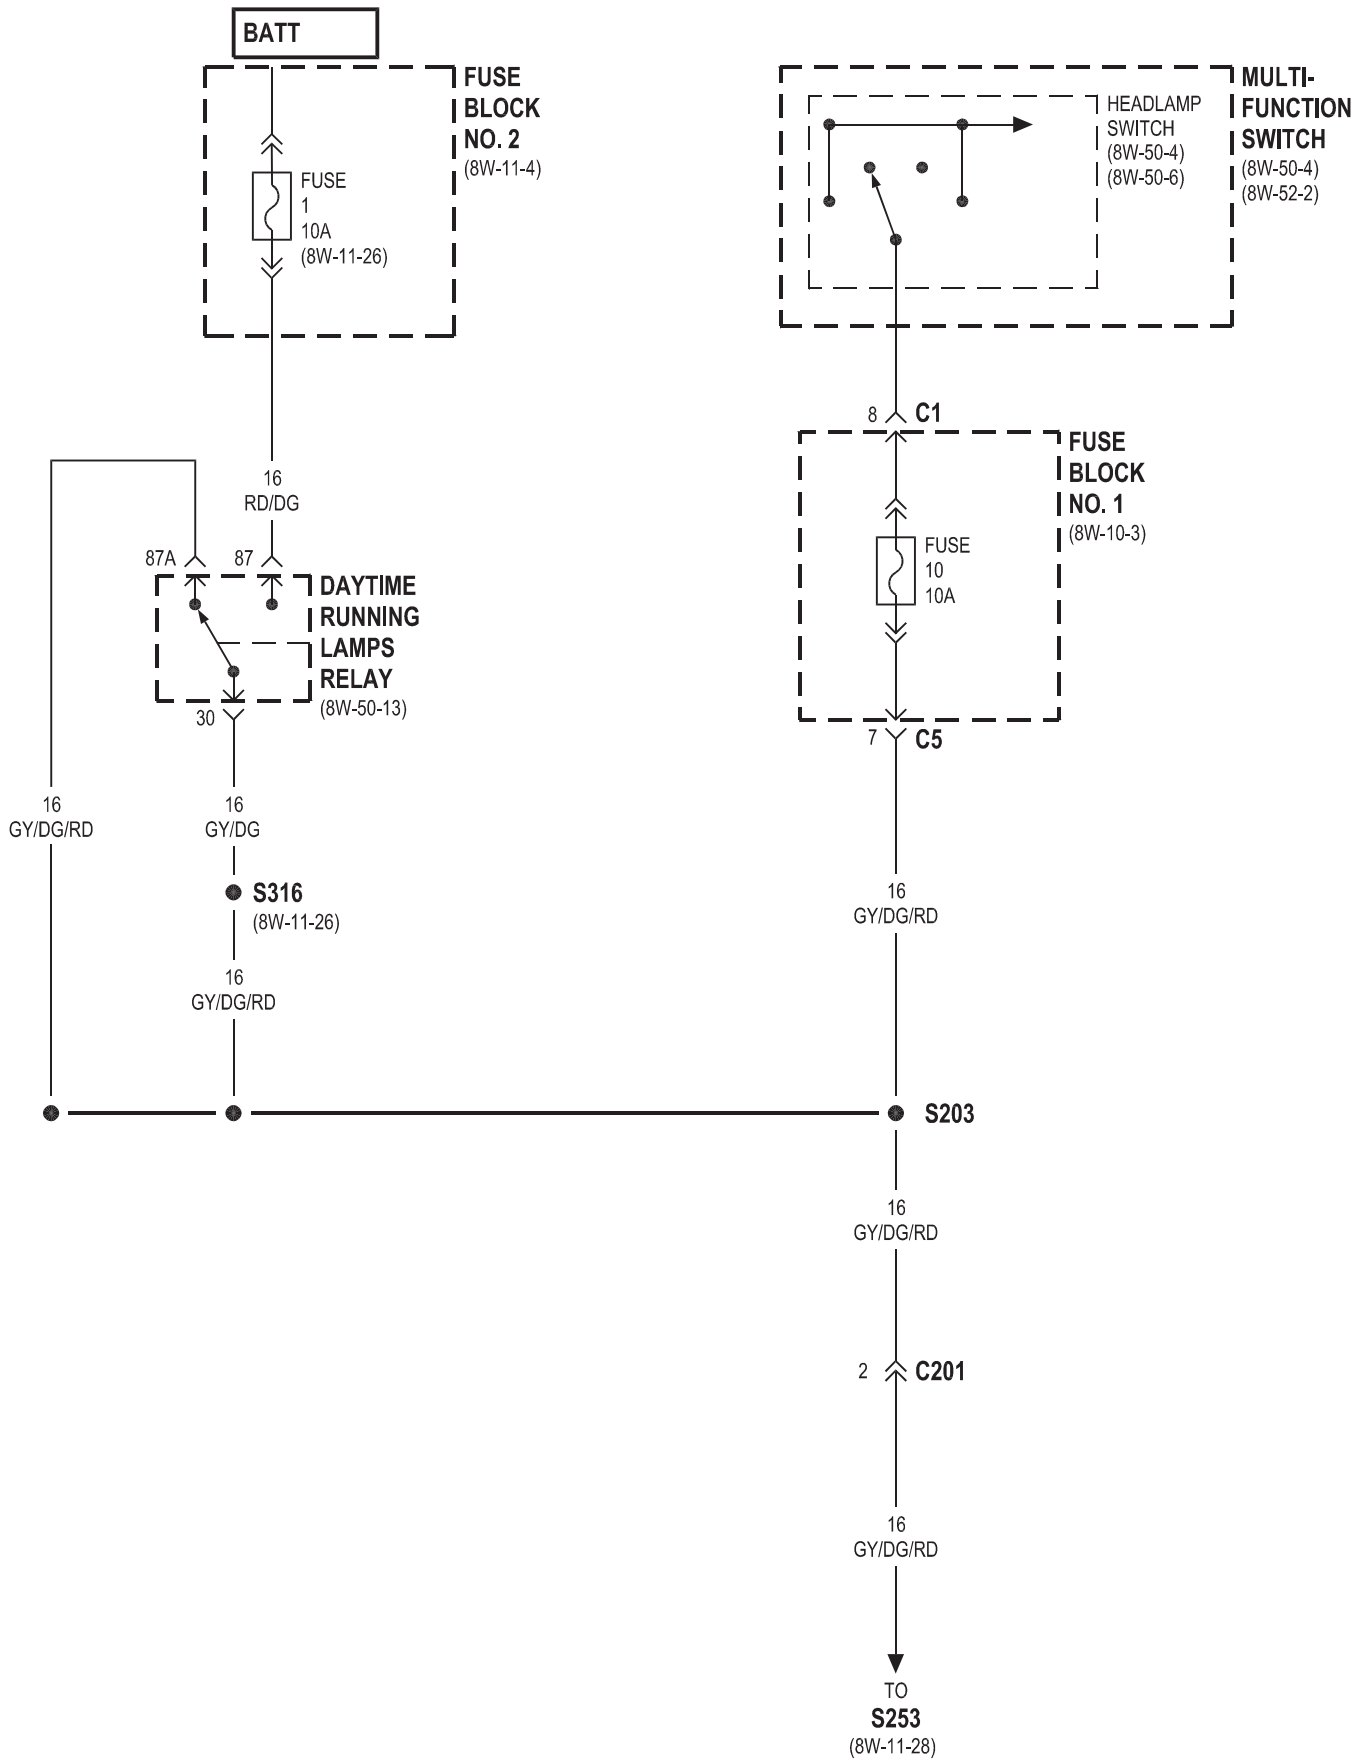 BATT
FUSE
BLOCK
NO. 2
(8W-11-4)
FUSE
1
10A
(8W-11-26)
MULTI-
FUNCTION
SWITCH
(8W-50-4)
(8W-52-2)
HEADLAMP
SWITCH
(8W-50-4)
(8W-50-6)
8
C1
FUSE
BLOCK
NO. 1
(8W-10-3)
FUSE
10
10A
7
C5
16
RD/DG
87A
87
DAYTIME
RUNNING
LAMPS
RELAY
(8W-50-13)
30
16
GY/DG/RD
16
GY/DG
S316
(8W-11-26)
16
GY/DG/RD
16
GY/DG/RD
S203
16
GY/DG/RD
2
C201
16
GY/DG/RD
TO
S253
(8W-11-28)